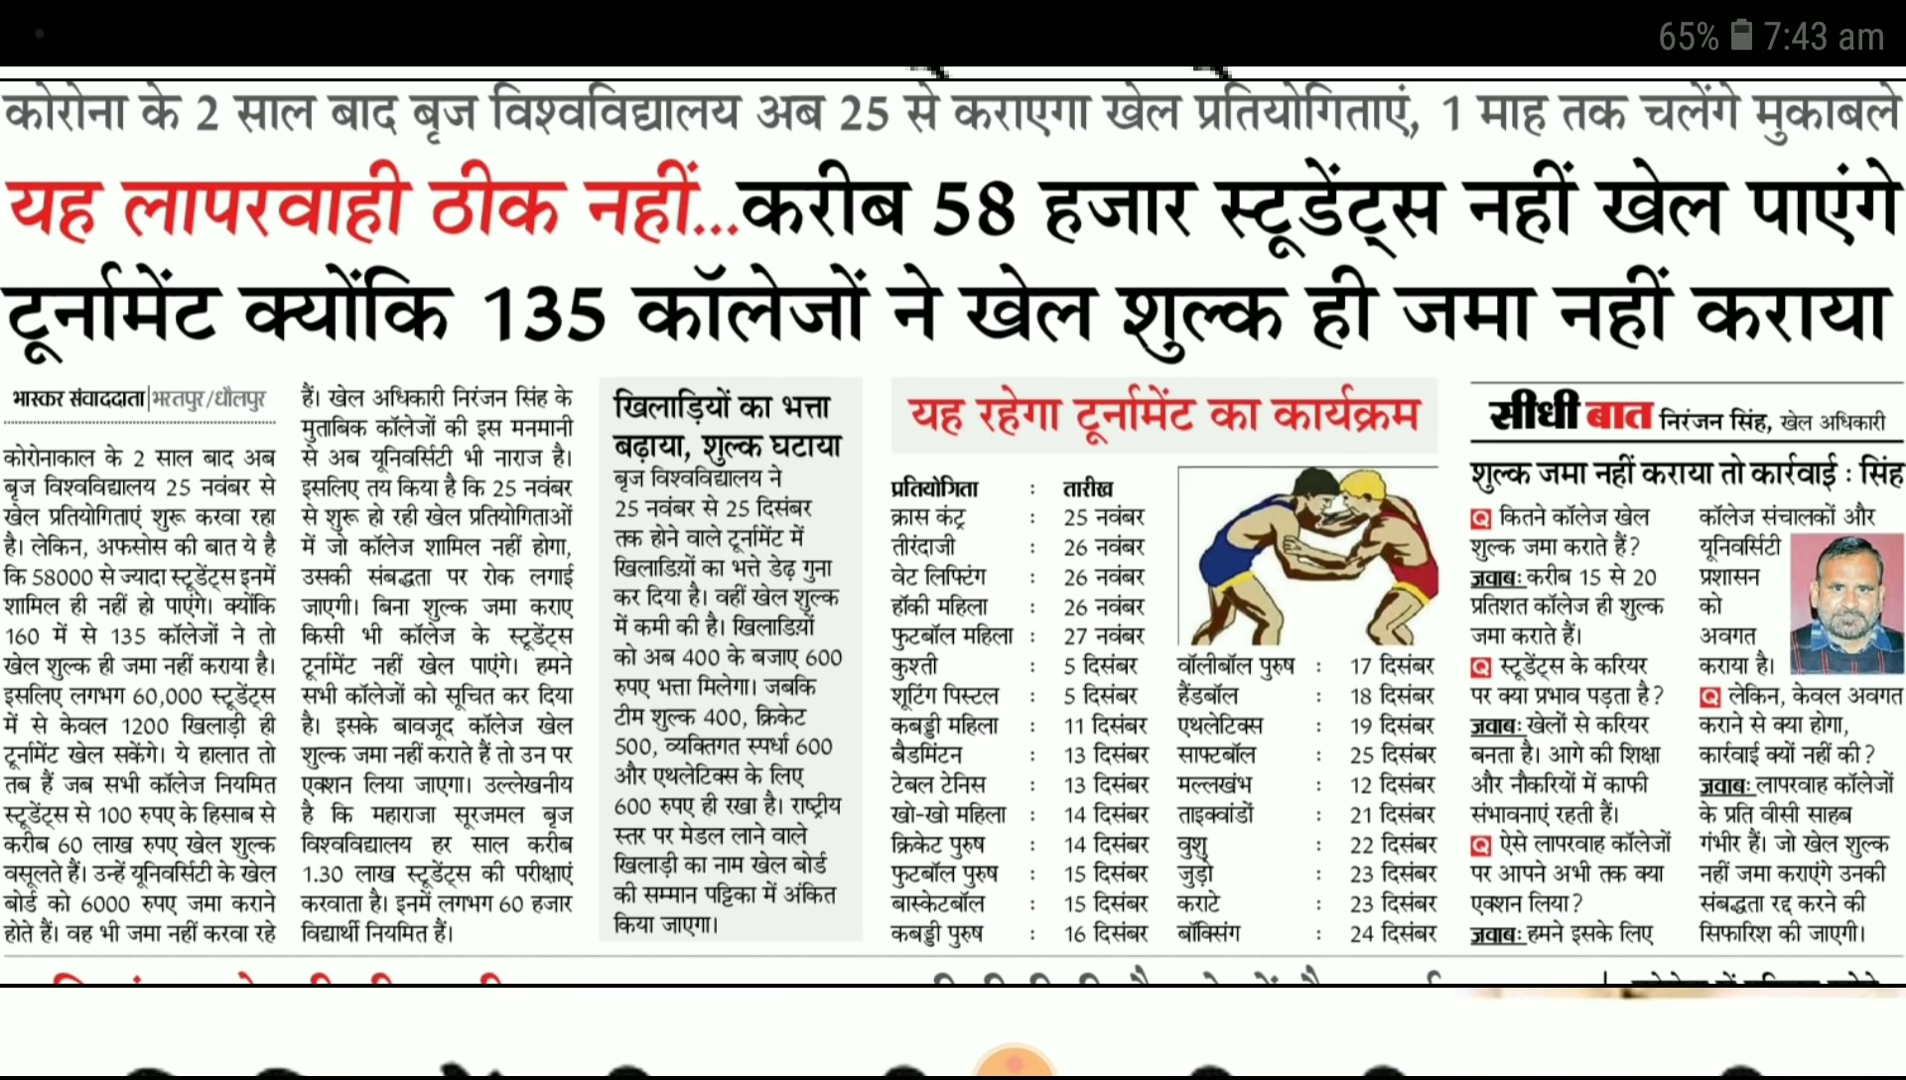 65% 7:43 am
कोरोना के 2 साल बाद बृज विश्वविद्यालय अब 25 से कराएगा खेल प्रतियोगिताएं, 1 माह तक चलेंगे मुकाबले
यह लापरवाही ठीक नहीं...करीब 58 हजार स्टूडेंट्स नहीं खेल पाएंगे
टूर्नामेंट क्योंकि 135 कॉलेजों ने खेल शुल्क ही जमा नहीं कराया
भास्कर संवाददाता|भरतपुर/धौलपुर
कोरोनाकाल के 2 साल बाद अब
बृज विश्वविद्यालय 25 नवंबर से
खेल प्रतियोगिताएं शुरू करवा रहा
है। लेकिन, अफसोस की बात ये है
कि 58000 से ज्यादा स्टूडेंट्स इनमें
शामिल ही नहीं हो पाएंगे। क्योंकि
160 में से 135 कॉलेजों ने तो
खेल शुल्क ही जमा नहीं कराया है।
इसलिए लगभग 60,000 स्टूडेंट्स
में से केवल 1200 खिलाड़ी ही
टूर्नामेंट खेल सकेंगे। ये हालात तो
तब हैं जब सभी कॉलेज नियमित
स्टूडेंट्स से 100 रुपए के हिसाब से
करीब 60 लाख रुपए खेल शुल्क
वसूलते हैं। उन्हें यूनिवर्सिटी के खेल
बोर्ड को 6000 रुपए जमा कराने
होते हैं। वह भी जमा नहीं करवा रहे
हैं। खेल अधिकारी निरंजन सिंह के
मुताबिक कॉलेजों की इस मनमानी
से अब यूनिवर्सिटी भी नाराज है।
इसलिए तय किया है कि 25 नवंबर
से शुरू हो रही खेल प्रतियोगिताओं
में जो कॉलेज शामिल नहीं होगा,
उसकी संबद्धता पर रोक लगाई
जाएगी। बिना शुल्क जमा कराए
किसी भी कॉलेज के स्टूडेंट्स
टूर्नामेंट नहीं खेल पाएंगे। हमने
सभी कॉलेजों को सूचित कर दिया
है। इसके बावजूद कॉलेज खेल
शुल्क जमा नहीं कराते हैं तो उन पर
एक्शन लिया जाएगा। उल्लेखनीय
है कि महाराजा सूरजमल बृज
विश्वविद्यालय हर साल करीब
1.30 लाख स्टूडेंट्स की परीक्षाएं
करवाता है। इनमें लगभग 60 हजार
विद्यार्थी नियमित हैं।
खिलाड़ियों का भत्ता
बढ़ाया, शुल्क घटाया
बृज विश्वविद्यालय ने
25 नवंबर से 25 दिसंबर
तक होने वाले टूर्नामेंट में
खिलाडिय़ों का भत्ते डेढ़ गुना
कर दिया है। वहीं खेल शुल्क
में कमी की है। खिलाडिय़ों
को अब 400 के बजाए 600
रुपए भत्ता मिलेगा। जबकि
टीम शुल्क 400, क्रिकेट
500, व्यक्तिगत स्पर्धा 600
और एथलेटिक्स के लिए
600 रुपए ही रखा है। राष्ट्रीय
स्तर पर मेडल लाने वाले
खिलाड़ी का नाम खेल बोर्ड
की सम्मान पट्टिका में अंकित
किया जाएगा।
यह रहेगा टूर्नामेंट का कार्यक्रम
प्रतियोगिता : तारीख
क्रास कंट्र : 25 नवंबर
तीरंदाजी : 26 नवंबर
वेट लिफ्टिंग : 26 नवंबर
हॉकी महिला : 26 नवंबर
फुटबॉल महिला : 27 नवंबर
कुश्ती : 5 दिसंबर
शूटिंग पिस्टल : 5 दिसंबर
कबड्डी महिला : 11 दिसंबर
बैडमिंटन : 13 दिसंबर
टेबल टेनिस : 13 दिसंबर
खो-खो महिला : 14 दिसंबर
क्रिकेट पुरुष : 14 दिसंबर
फुटबॉल पुरुष : 15 दिसंबर
बास्केटबॉल : 15 दिसंबर
कबड्डी पुरुष : 16 दिसंबर
वॉलीबॉल पुरुष : 17 दिसंबर
हैंडबॉल : 18 दिसंबर
एथलेटिक्स : 19 दिसंबर
साफ्टबॉल : 25 दिसंबर
मल्लखंभ : 12 दिसंबर
ताइक्वांडों : 21 दिसंबर
वुशु : 22 दिसंबर
जुड़ो : 23 दिसंबर
कराटे : 23 दिसंबर
बॉक्सिंग : 24 दिसंबर
सीधी बात निरंजन सिंह, खेल अधिकारी
शुल्क जमा नहीं कराया तो कार्रवाई : सिंह
Q कितने कॉलेज खेल
शुल्क जमा कराते हैं?
जवाबः करीब 15 से 20
प्रतिशत कॉलेज ही शुल्क
जमा कराते हैं।
Q स्टूडेंट्स के करियर
पर क्या प्रभाव पड़ता है?
जवाबः खेलों से करियर
बनता है। आगे की शिक्षा
और नौकरियों में काफी
संभावनाएं रहती हैं।
Q ऐसे लापरवाह कॉलेजों
पर आपने अभी तक क्या
एक्शन लिया?
जवाबः हमने इसके लिए
कॉलेज संचालकों और
यूनिवर्सिटी
प्रशासन
को
अवगत
कराया है।
Q लेकिन, केवल अवगत
कराने से क्या होगा,
कार्रवाई क्यों नहीं की?
जवाबः लापरवाह कॉलेजों
के प्रति वीसी साहब
गंभीर हैं। जो खेल शुल्क
नहीं जमा कराएंगे उनकी
संबद्धता रद्द करने की
सिफारिश की जाएगी।